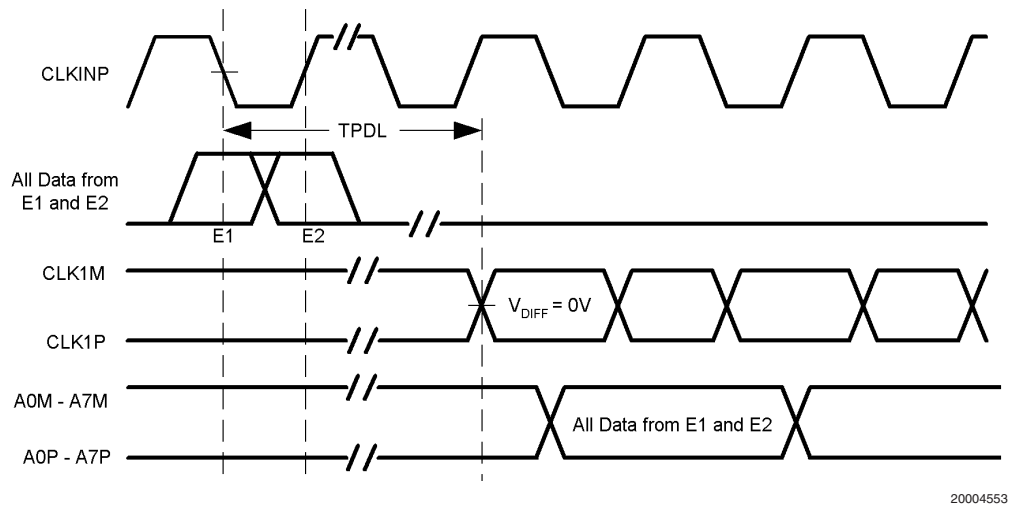 CLKINP
TPDL
All Data from
E1 and E2
E1
E2
CLK1M
V_DIFF = 0V
CLK1P
A0M - A7M
All Data from E1 and E2
A0P - A7P
20004553